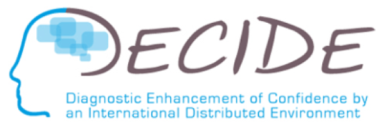 DECIDE
Diagnostic Enhancement of Confidence by
an International Distributed Environment